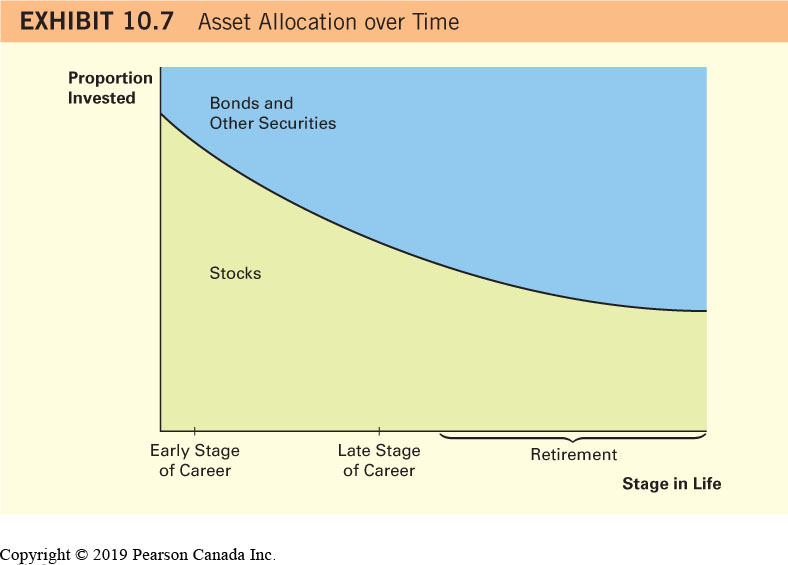 EXHIBIT 10.7 Asset Allocation over Time
Proportion
Invested
Bonds and
Other Securities
Stocks
Early Stage
of Career
Late Stage
of Career
Retirement
Stage in Life
Copyright © 2019 Pearson Canada Inc.